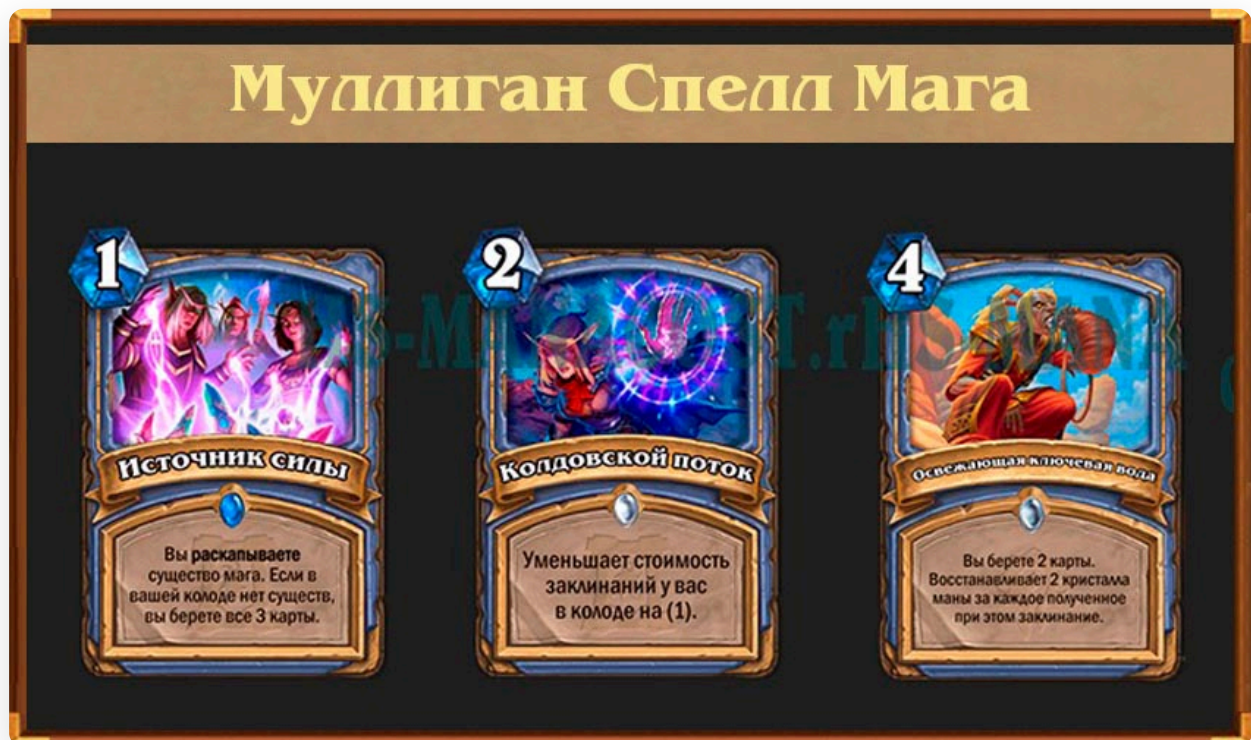 Муллиган Спелл Мага
1
2
4
Источник силы
Колдовской поток
Освежающая ключевая вода
Вы раскапываете
существо мага. Если в
вашей колоде нет существ,
вы берете все 3 карты.
Уменьшает стоимость
заклинаний у вас
в колоде на (1).
Вы берете 2 карты.
Восстанавливает 2 кристалла
маны за каждое полученное
при этом заклинание.